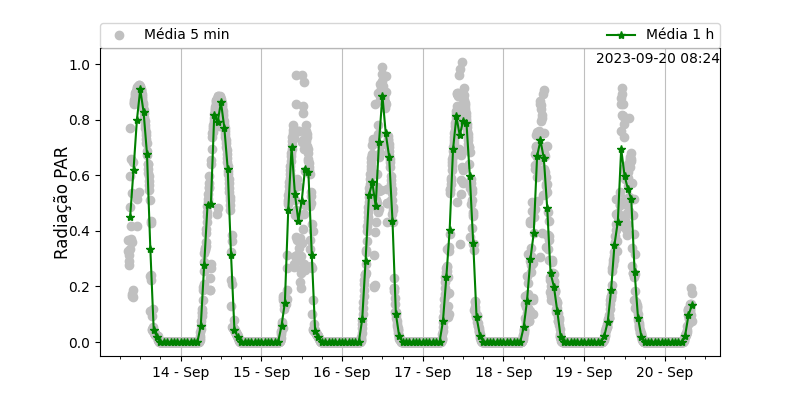 Média 5 min
Média 1 h
2023-09-20 08:24
Radiação PAR
1.0
0.8
0.6
0.4
0.2
0.0
14 - Sep
15 - Sep
16 - Sep
17 - Sep
18 - Sep
19 - Sep
20 - Sep